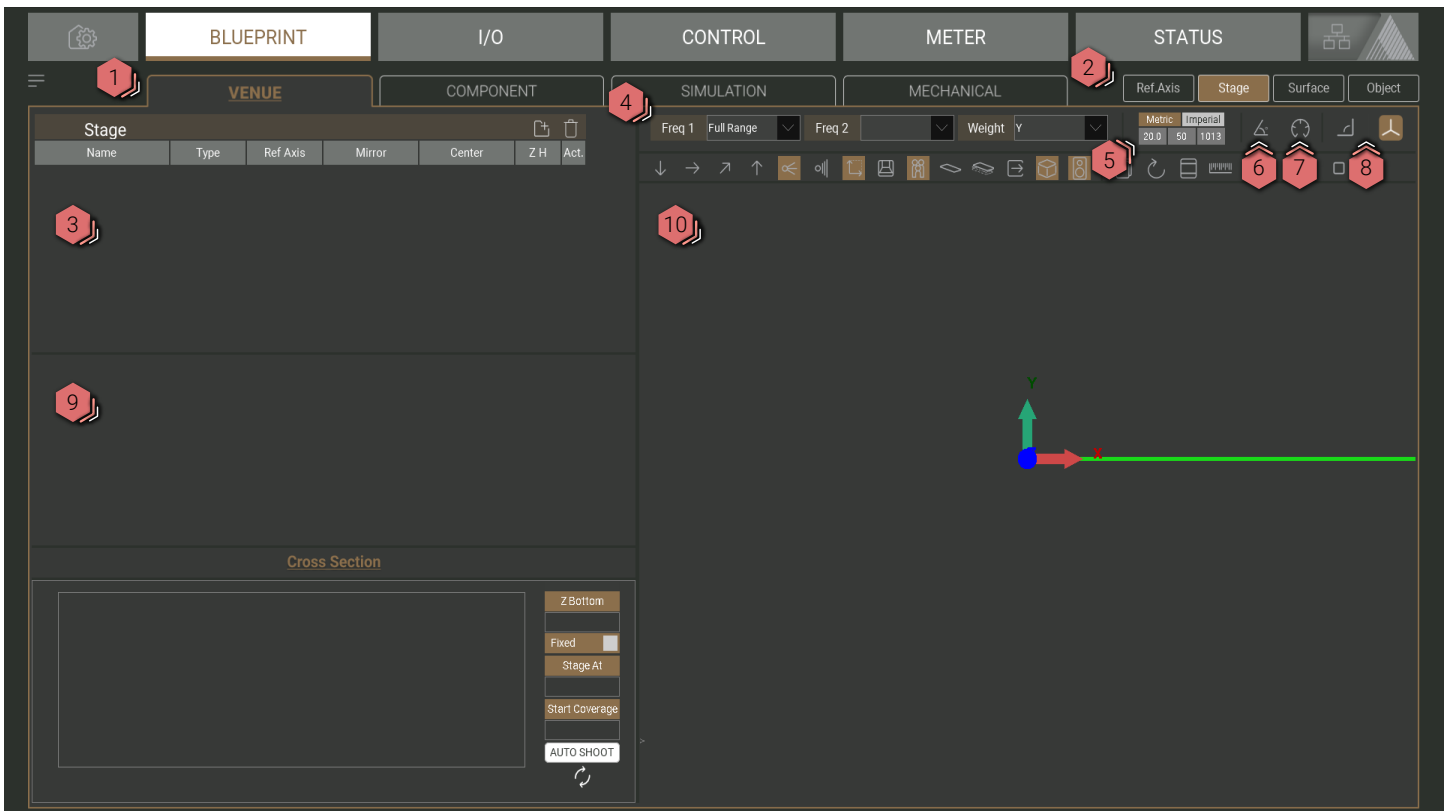 BLUEPRINT I/O CONTROL METER STATUS
1 VENUE COMPONENT SIMULATION MECHANICAL 2 Ref.Axis Stage Surface Object
Stage 4 Freq 1 Full Range Freq 2 Weight Y Metric Imperial
20.0 50 1013
Name Type Ref Axis Mirror Center Z H Act.
5 6 7 8
3 10
Y
9
X
Cross Section
Z Bottom
Fixed
Stage At
Start Coverage
AUTO SHOOT
>